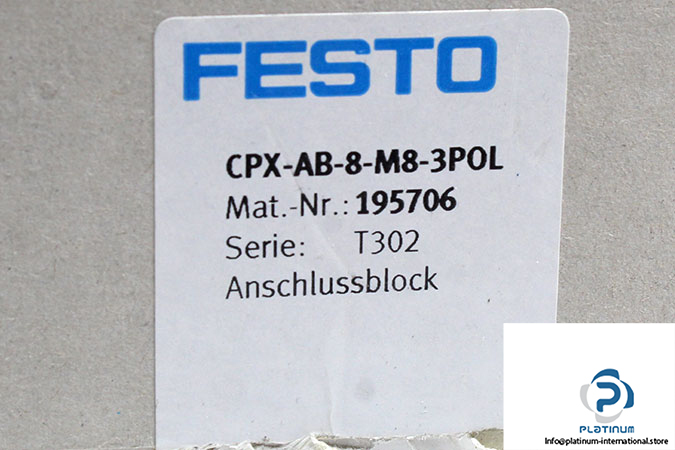 FESTO
CPX-AB-8-M8-3POL
Mat.-Nr.: 195706
Serie: T302
Anschlussblock
PLATINUM
Info@platinum-international.store